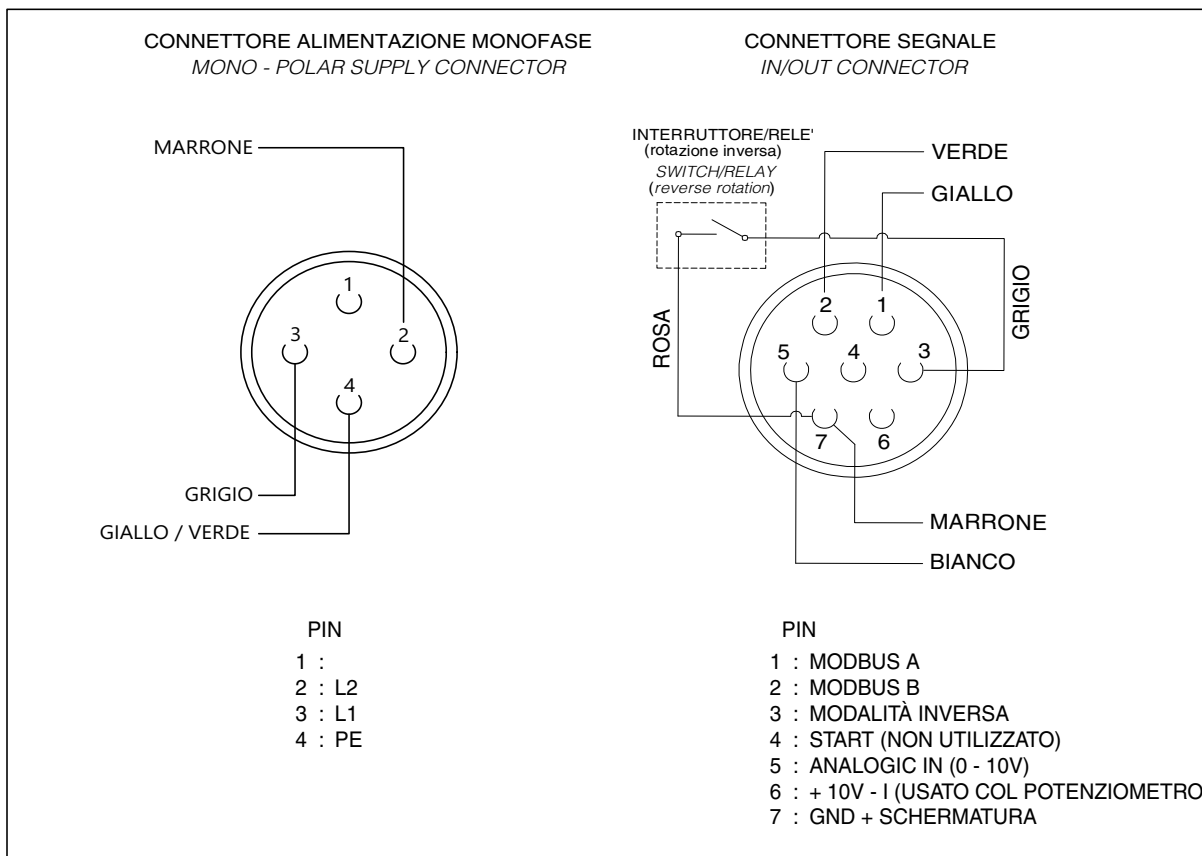 CONNETTORE ALIMENTAZIONE MONOFASE
MONO - POLAR SUPPLY CONNECTOR
MARRONE
1
3
2
4
GRIGIO
GIALLO / VERDE
PIN
1 :
2 : L2
3 : L1
4 : PE
CONNETTORE SEGNALE
IN/OUT CONNECTOR
INTERRUTTORE/RELE'
(rotazione inversa)
SWITCH/RELAY
(reverse rotation)
VERDE
GIALLO
ROSA
GRIGIO
2
1
5
4
3
7
6
MARRONE
BIANCO
PIN
1 : MODBUS A
2 : MODBUS B
3 : MODALITÀ INVERSA
4 : START (NON UTILIZZATO)
5 : ANALOGIC IN (0 - 10V)
6 : + 10V - I (USATO COL POTENZIOMETRO
7 : GND + SCHERMATURA